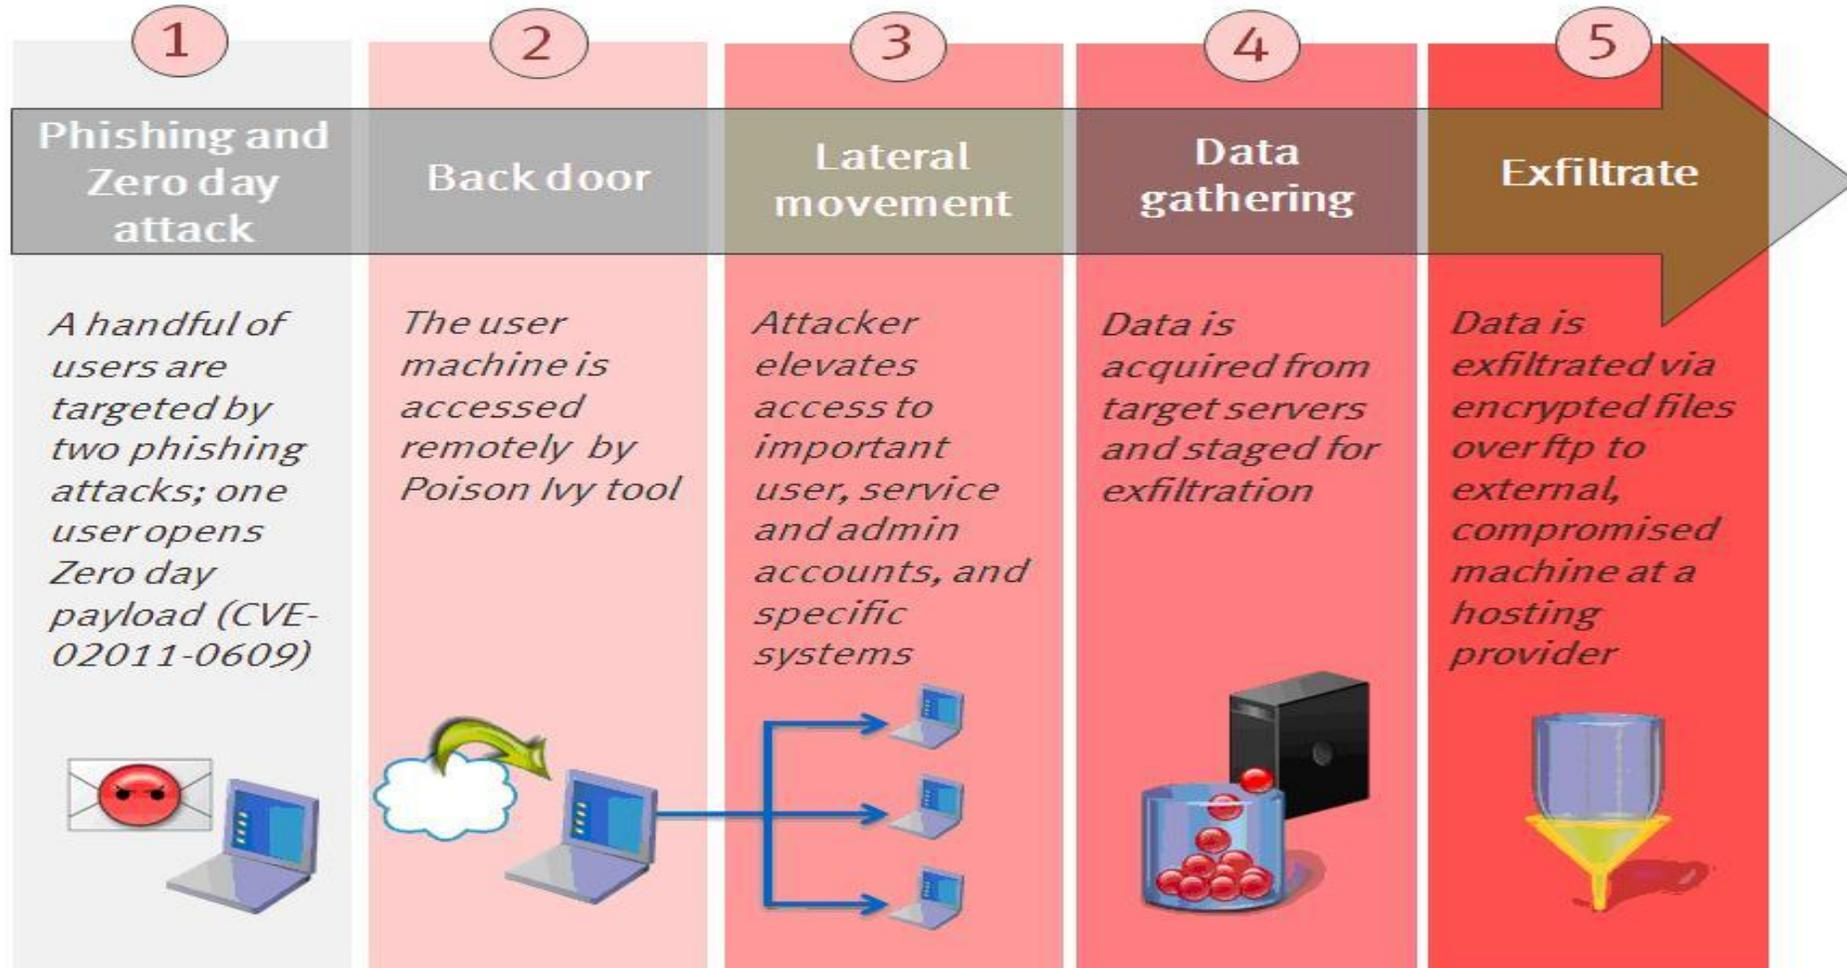 1
Phishing and
Zero day
attack
A handful of
users are
targeted by
two phishing
attacks; one
user opens
Zero day
payload (CVE-
02011-0609)
2
Back door
The user
machine is
accessed
remotely by
Poison Ivy tool
3
Lateral
movement
Attacker
elevates
access to
important
user, service
and admin
accounts, and
specific
systems
4
Data
gathering
Data is
acquired from
target servers
and staged for
exfiltration
5
Exfiltrate
Data is
exfiltrated via
encrypted files
over ftp to
external,
compromised
machine at a
hosting
provider